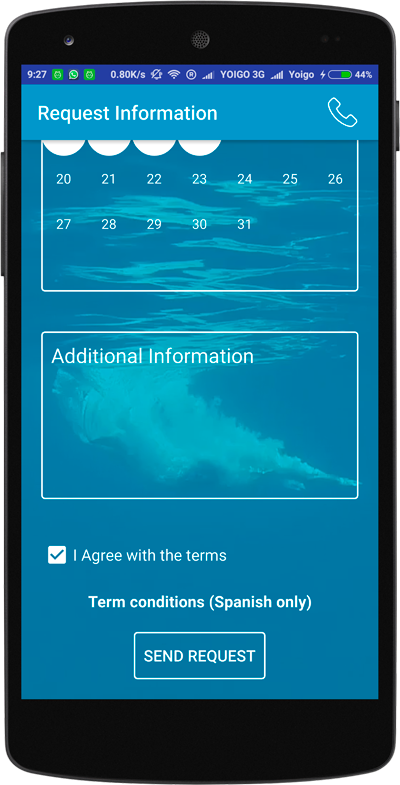 9:27 0.80K/s R YOIGO 3G Yoigo 44%
Request Information
20 21 22 23 24 25 26
27 28 29 30 31
Additional Information
I Agree with the terms
Term conditions (Spanish only)
SEND REQUEST